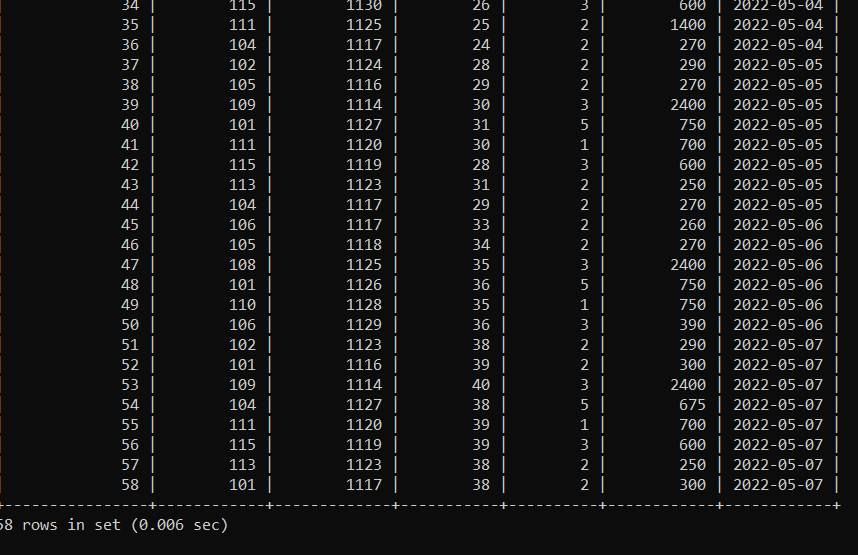 | 34 | 115 | 1130 | 26 | 3 | 600 | 2022-05-04 |
| 35 | 111 | 1125 | 25 | 2 | 1400 | 2022-05-04 |
| 36 | 104 | 1117 | 24 | 2 | 270 | 2022-05-04 |
| 37 | 102 | 1124 | 28 | 2 | 290 | 2022-05-05 |
| 38 | 105 | 1116 | 29 | 2 | 270 | 2022-05-05 |
| 39 | 109 | 1114 | 30 | 3 | 2400 | 2022-05-05 |
| 40 | 101 | 1127 | 31 | 5 | 750 | 2022-05-05 |
| 41 | 111 | 1120 | 30 | 1 | 700 | 2022-05-05 |
| 42 | 115 | 1119 | 28 | 3 | 600 | 2022-05-05 |
| 43 | 113 | 1123 | 31 | 2 | 250 | 2022-05-05 |
| 44 | 104 | 1117 | 29 | 2 | 270 | 2022-05-05 |
| 45 | 106 | 1117 | 33 | 2 | 260 | 2022-05-06 |
| 46 | 105 | 1118 | 34 | 2 | 270 | 2022-05-06 |
| 47 | 108 | 1125 | 35 | 3 | 2400 | 2022-05-06 |
| 48 | 101 | 1126 | 36 | 5 | 750 | 2022-05-06 |
| 49 | 110 | 1128 | 35 | 1 | 750 | 2022-05-06 |
| 50 | 106 | 1129 | 36 | 3 | 390 | 2022-05-06 |
| 51 | 102 | 1123 | 38 | 2 | 290 | 2022-05-07 |
| 52 | 101 | 1116 | 39 | 2 | 300 | 2022-05-07 |
| 53 | 109 | 1114 | 40 | 3 | 2400 | 2022-05-07 |
| 54 | 104 | 1127 | 38 | 5 | 675 | 2022-05-07 |
| 55 | 111 | 1120 | 39 | 1 | 700 | 2022-05-07 |
| 56 | 115 | 1119 | 39 | 3 | 600 | 2022-05-07 |
| 57 | 113 | 1123 | 38 | 2 | 250 | 2022-05-07 |
| 58 | 101 | 1117 | 38 | 2 | 300 | 2022-05-07 |
58 rows in set (0.006 sec)